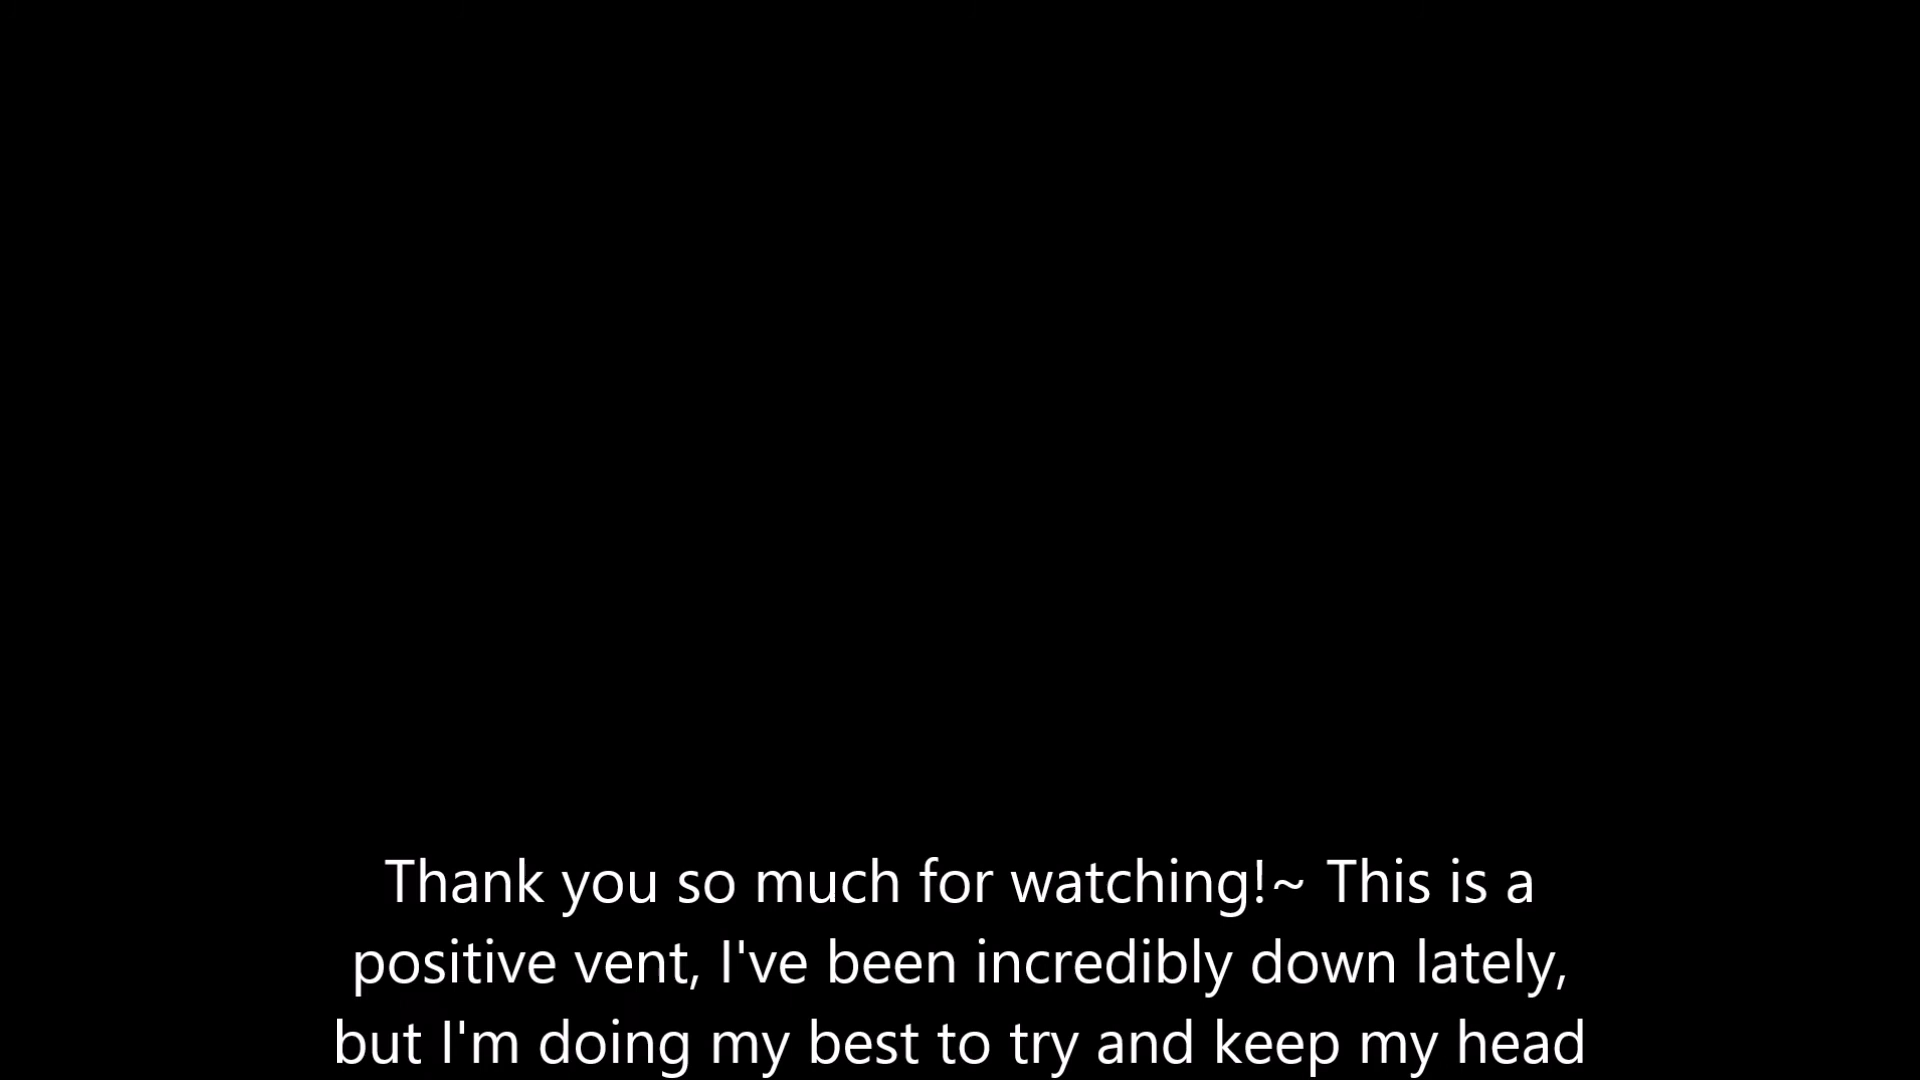 Thank you so much for watching!~ This is a
positive vent, I've been incredibly down lately,
but I'm doing my best to try and keep my head